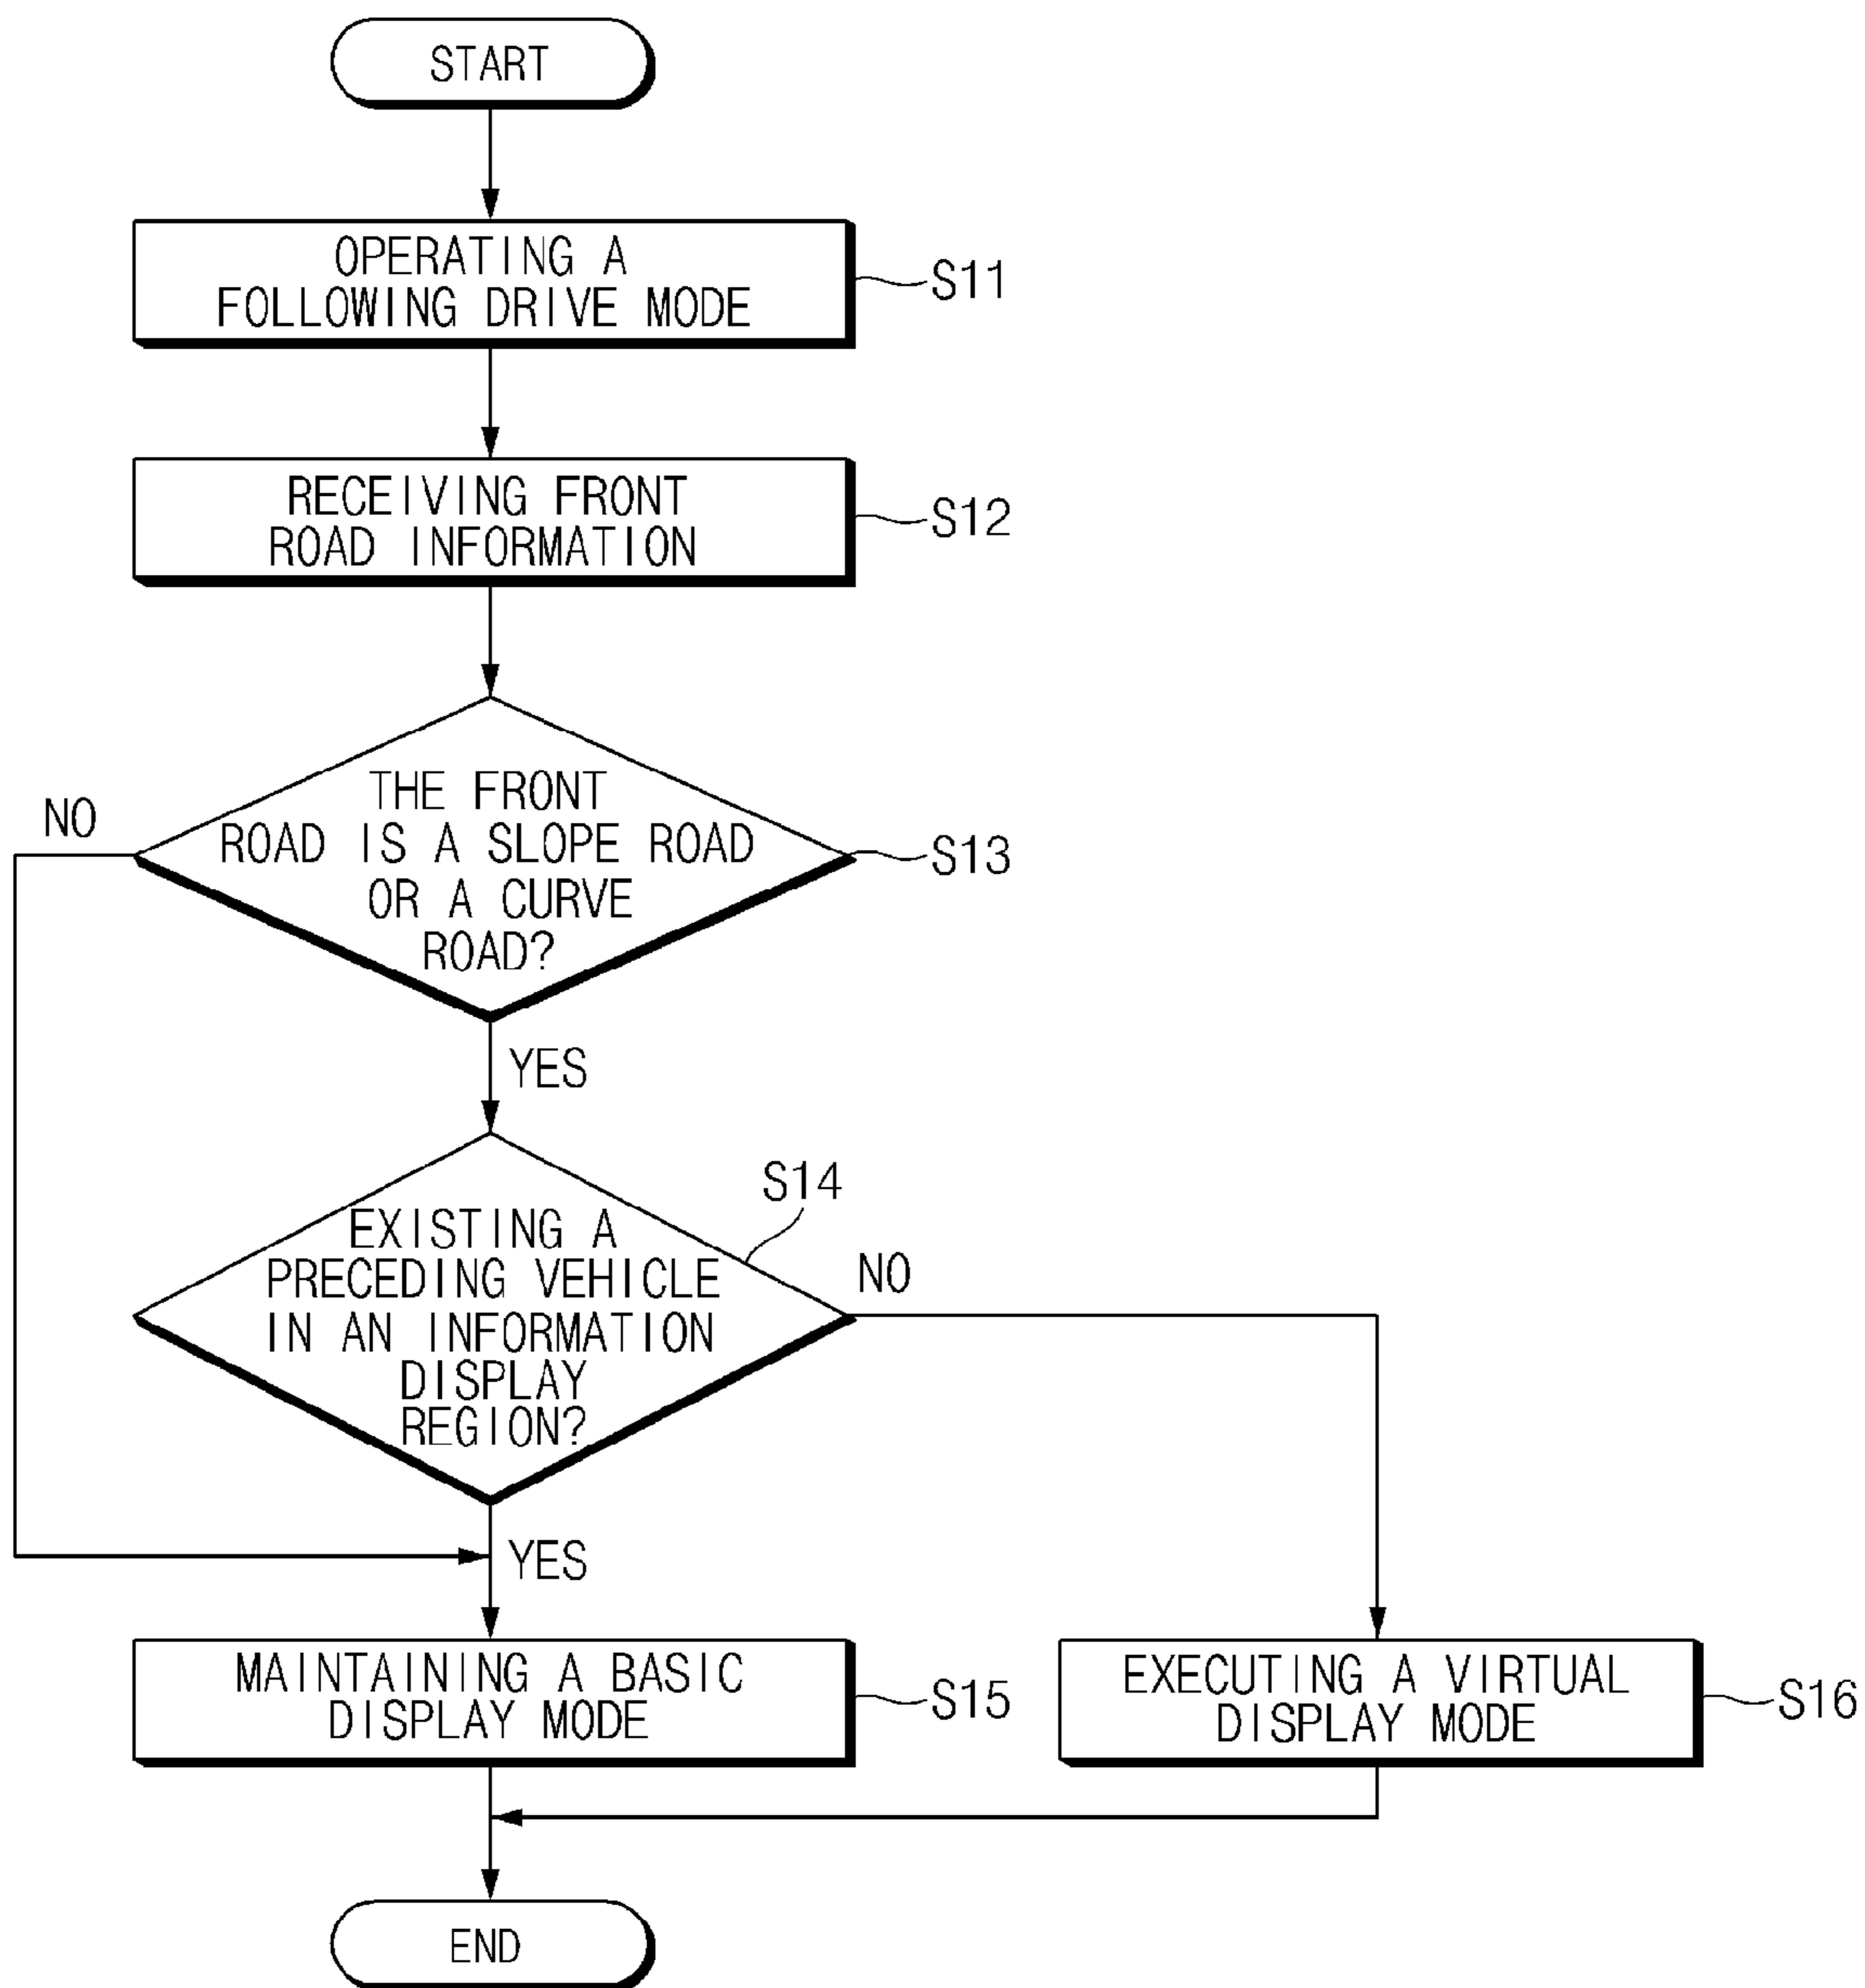 START
OPERATING A
FOLLOWING DRIVE MODE
S11
RECEIVING FRONT
ROAD INFORMATION
S12
THE FRONT
ROAD IS A SLOPE ROAD
OR A CURVE
ROAD?
S13
NO
YES
S14
EXISTING A
PRECEDING VEHICLE
IN AN INFORMATION
DISPLAY
REGION?
NO
YES
MAINTAINING A BASIC
DISPLAY MODE
S15
EXECUTING A VIRTUAL
DISPLAY MODE
S16
END